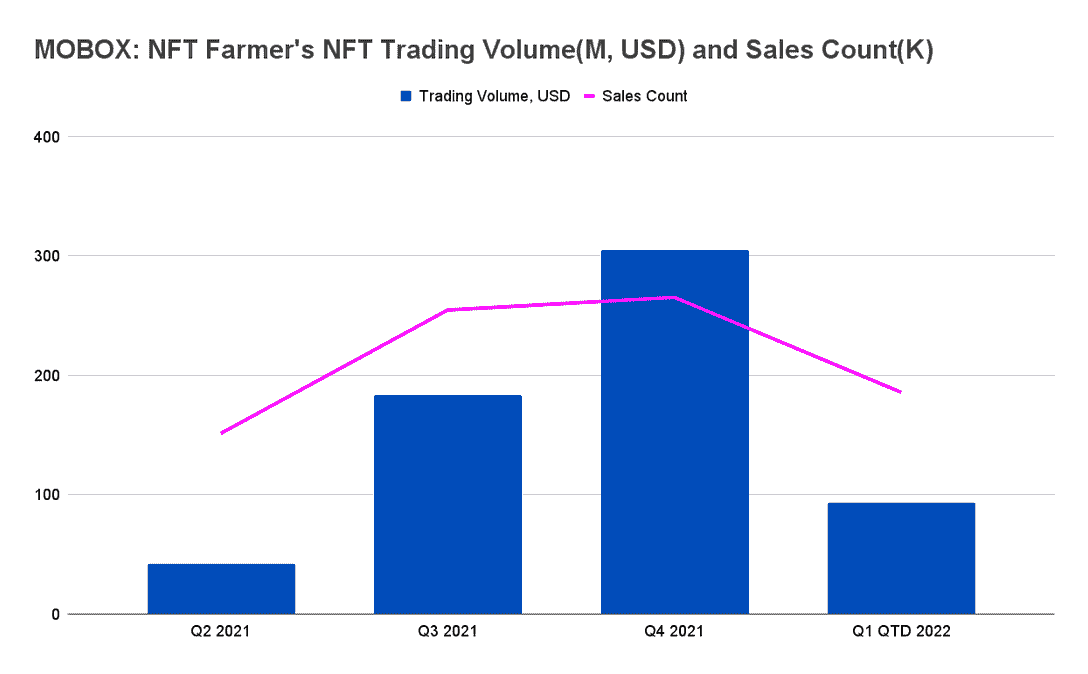 MOBOX: NFT Farmer's NFT Trading Volume(M, USD) and Sales Count(K)
Trading Volume, USD Sales Count
400
300
200
100
0
Q2 2021 Q3 2021 Q4 2021 Q1 QTD 2022